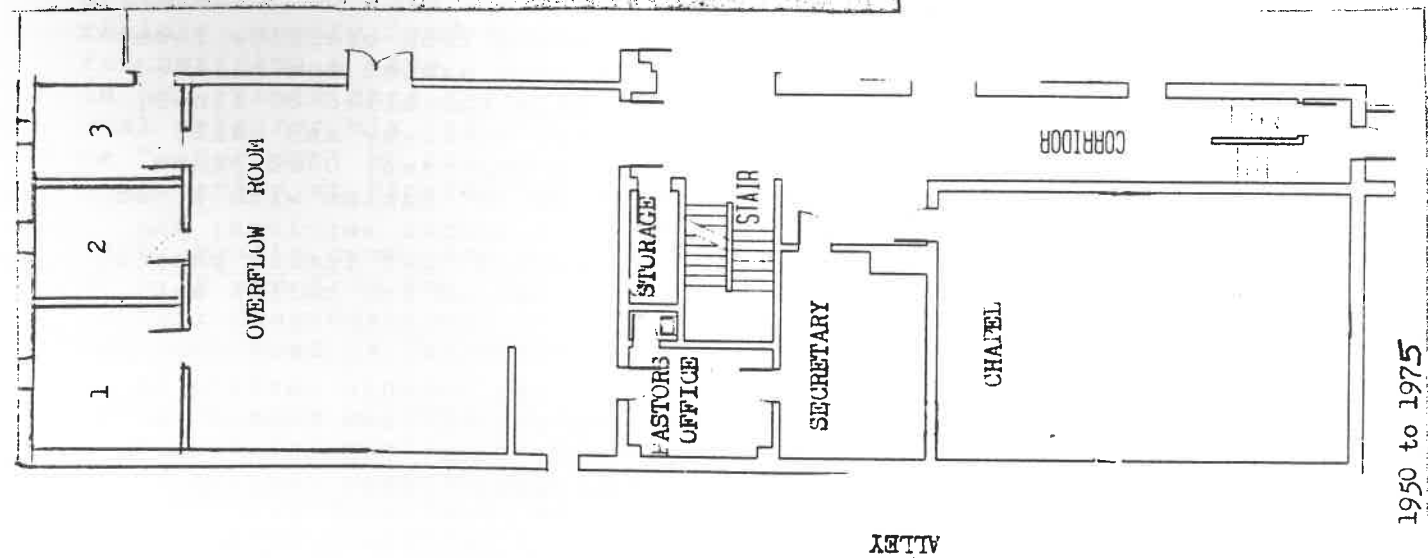 1
2
3
OVERFLOW ROOM
STORAGE
STAIR
PASTORS
OFFICE
SECRETARY
CORRIDOR
CHAPEL
ALLEY
1950 to 1975